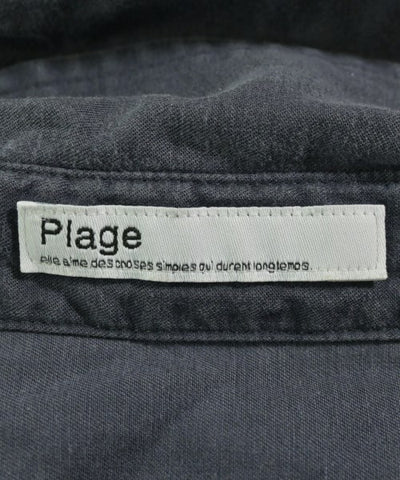 Plage
elle aime des choses simples qui durent longtemps.